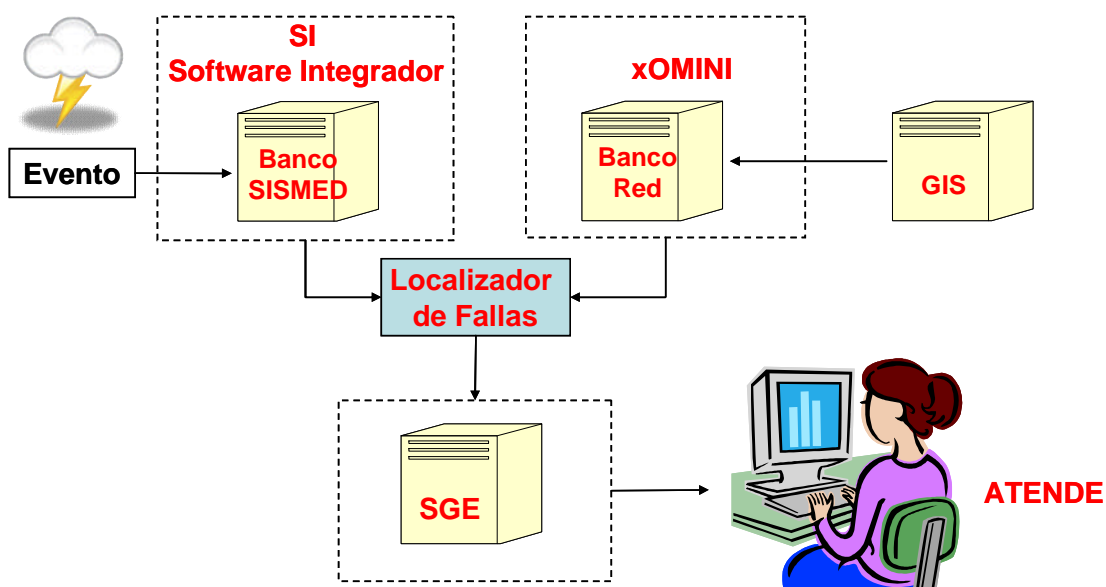 SI
Software Integrador
xOMINI
Evento
Banco
SISMED
Banco
Red
GIS
Localizador
de Fallas
SGE
ATENDE